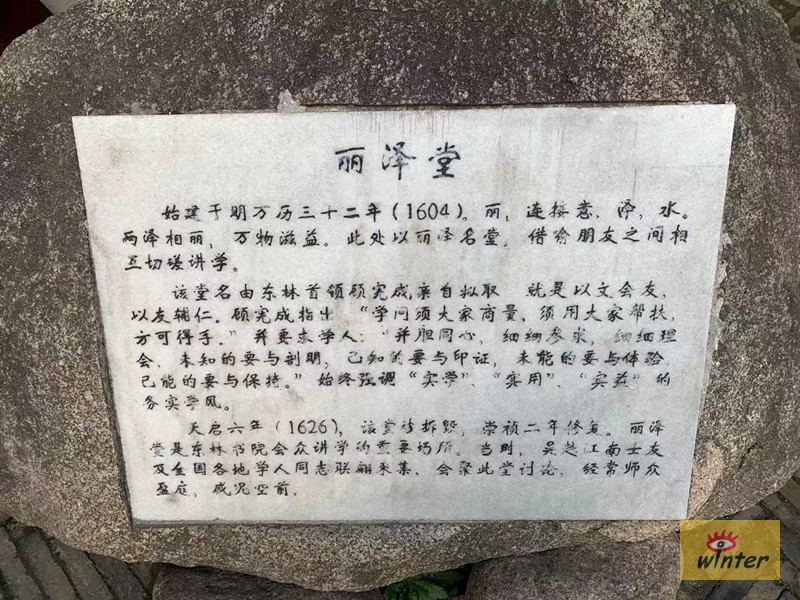 丽泽堂
始建于明万历三十二年（1604）。丽，连接意，泽，水。
两泽相丽，万物滋益。此处以丽泽名堂，借喻朋友之间相
互切磋讲学。
该堂名由东林首领顾宪成亲自拟取 就是以文会友，
以友辅仁。顾宪成指出 “学问须大家商量，须用大家帮扶，
方可得手。”并要求学人：“并胆同心，细细参求，细细理
会，未知的要与剖明，已知的要与印证，未能的要与体验
已能的要与保持。”始终强调“实学”、“实用”、“实益”的
务实学风。
天启六年（1626），该堂被拆毁，崇祯二年修复。丽泽
堂是东林书院会众讲学的重要场所。当时，吴越江南士友
及全国各地学人同志联翩来集，会聚此堂讨论，经常师众
盈庭，盛况空前。
winter